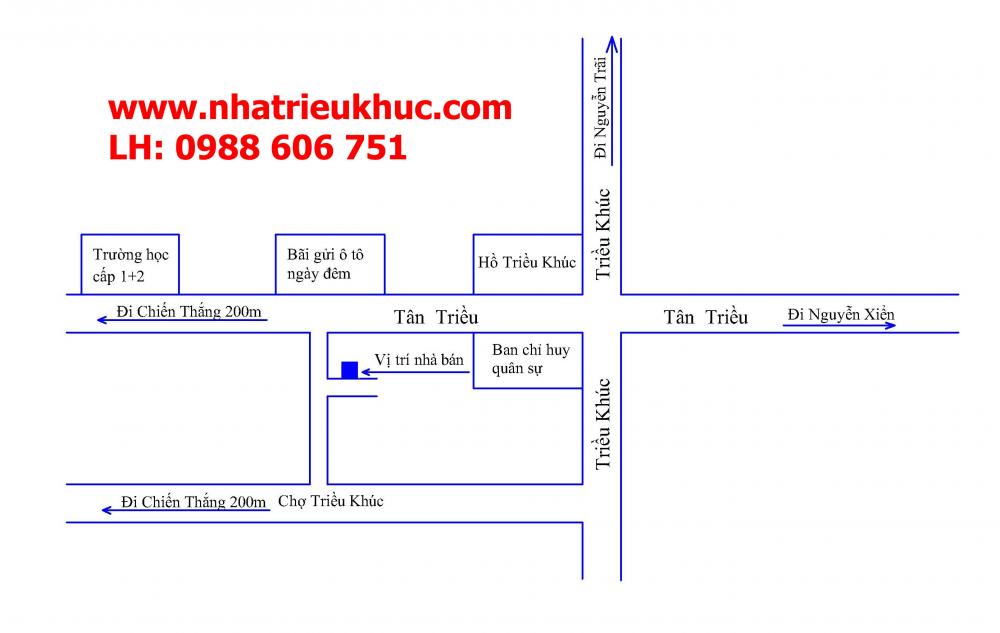 www.nhatrieukhuc.com
LH: 0988 606 751
Đi Nguyễn Trãi
Triều Khúc
Trường học
cấp 1+2
Bãi gửi ô tô
ngày đêm
Hồ Triều Khúc
Đi Chiến Thắng 200m
Tân Triều
Tân Triều
Đi Nguyễn Xiển
Vị trí nhà bán
Ban chỉ huy
quân sự
Triều Khúc
Đi Chiến Thắng 200m
Chợ Triều Khúc